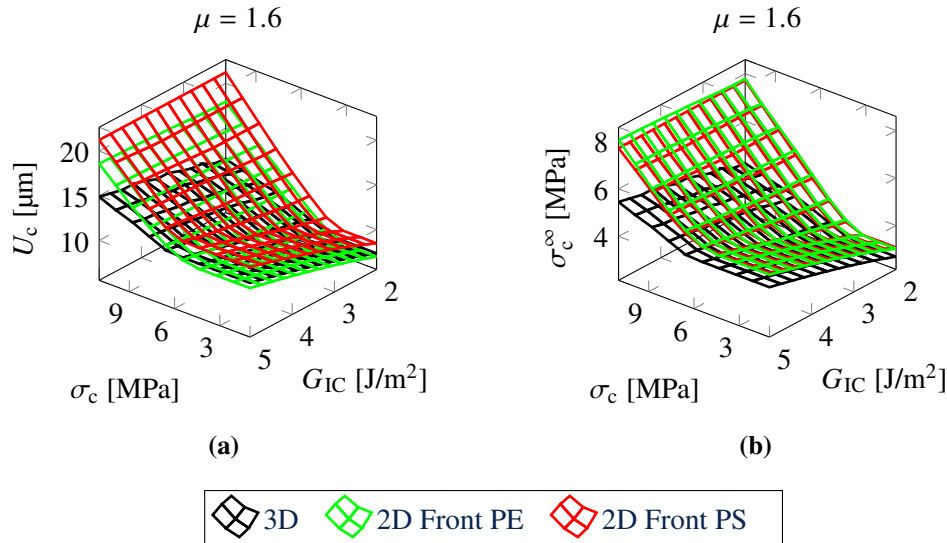 μ = 1.6
20
15
10
U_c [μm]
9
6
3
σ_c [MPa]
5
4
3
2
G_IC [J/m²]
(a)
μ = 1.6
8
6
4
σ_c^∞ [MPa]
9
6
3
σ_c [MPa]
5
4
3
2
G_IC [J/m²]
(b)
3D 2D Front PE 2D Front PS